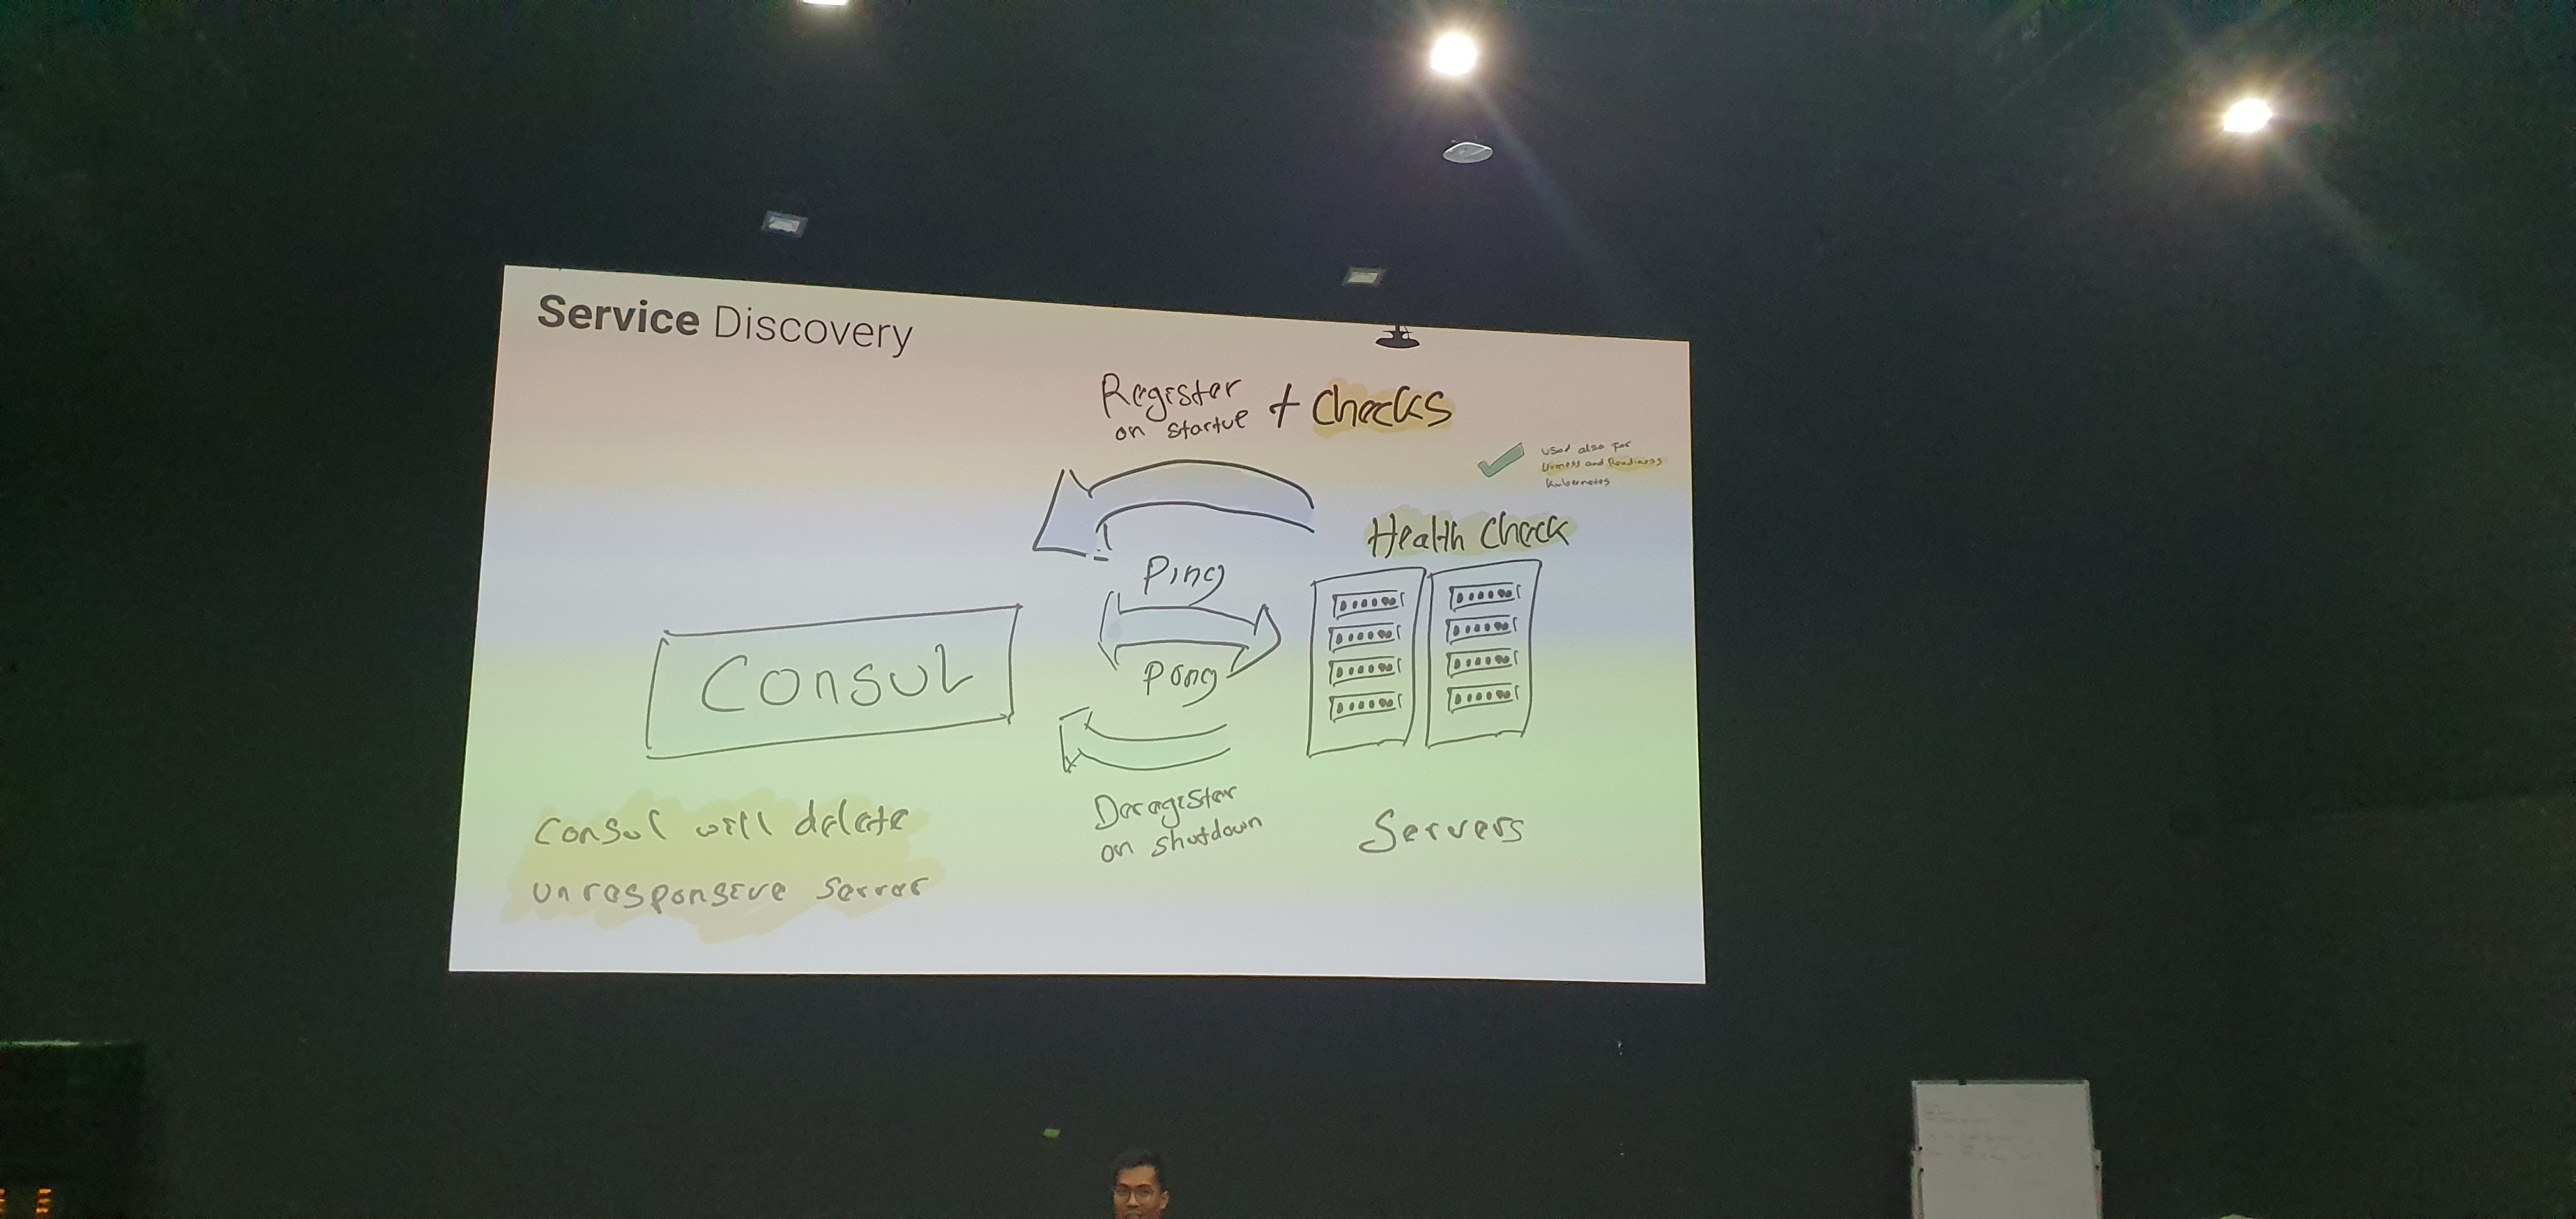 Service Discovery
Register + Checks
on startup
used also for
Liveness and Readiness
Kubernetes
Health Check
Ping
Consul
Pong
Consul will delete
unresponsive server
Deregister
on shutdown
Servers